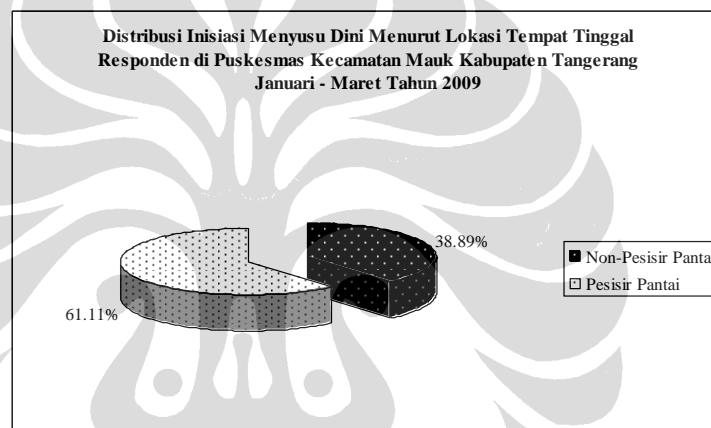 Distribusi Inisiasi Menyusu Dini Menurut Lokasi Tempat Tinggal
Responden di Puskesmas Kecamatan Mauk Kabupaten Tangerang
Januari - Maret Tahun 2009
38.89%
61.11%
Non-Pesisir Panta
Pesisir Pantai